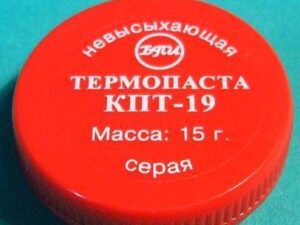 невысыхающая
ТЕРМОПАСТА
КПТ-19
Масса: 15 г.
серая